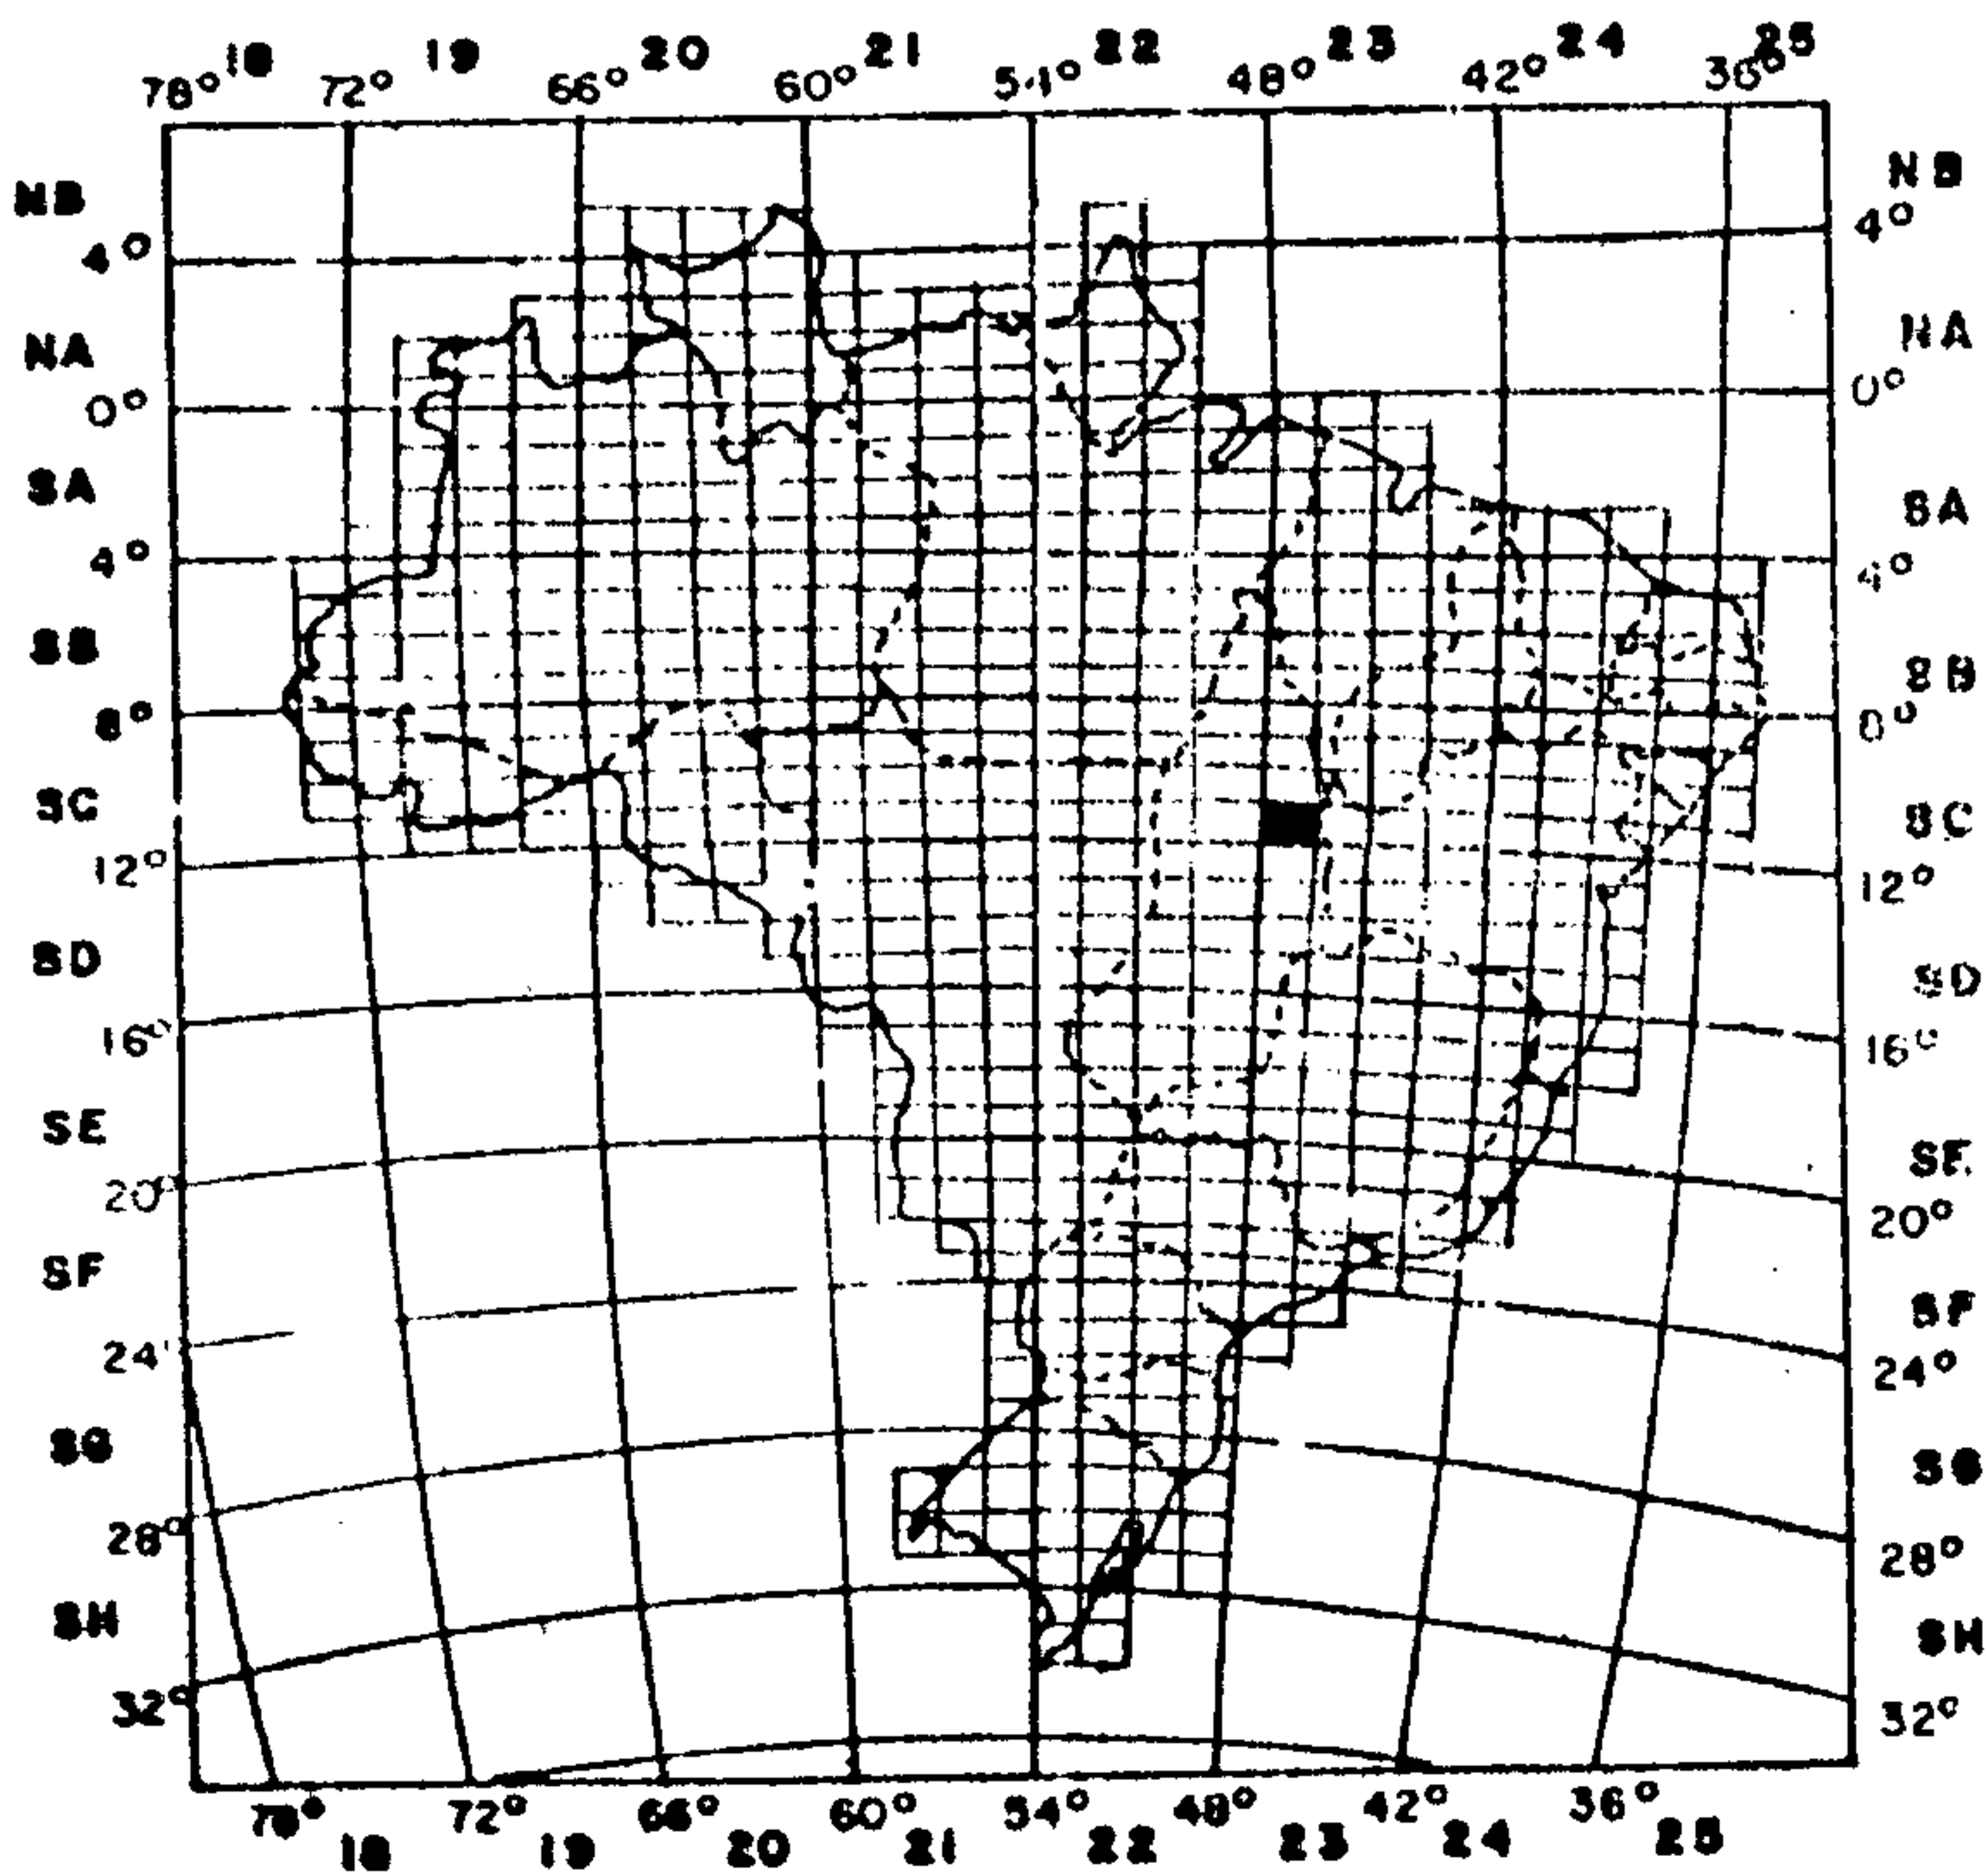 18 19 20 21 22 23 24 25
78° 72° 66° 60° 54° 48° 42° 36°
NB NB
4° 4°
NA NA
0° 0°
SA SA
4° 4°
SB SB
8°
SC SC
12° 12°
SD SD
16° 16°
SE SE
20° 20°
SF SF
24° 24°
SG SG
28° 28°
SH SH
32° 32°
78° 72° 66° 60° 54° 48° 42° 36°
18 19 20 21 22 23 24 25